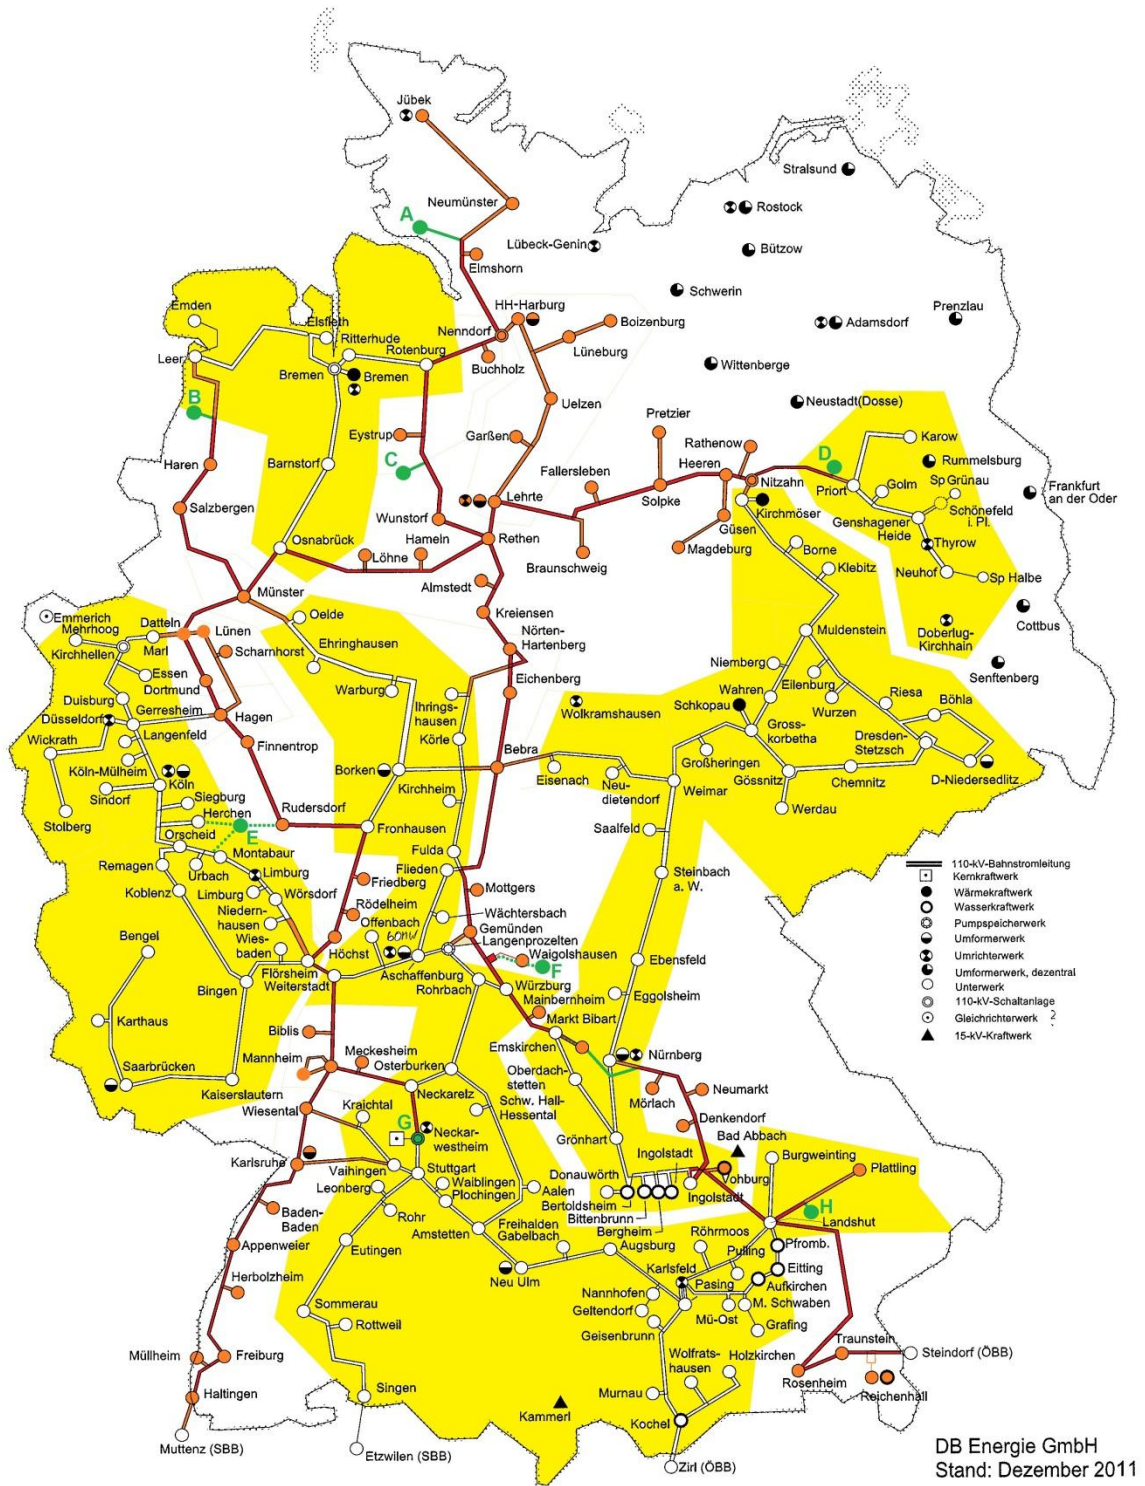 Jübek
Stralsund
Neumünster
Rostock
A
Lübeck-Genin
Bützow
Elmshorn
Schwerin
Emden
HH-Harburg
Prenzlau
Elsfleth
Ritterhude
Nenndorf
Boizenburg
Adamsdorf
Leer
Rotenburg
Lüneburg
Bremen
Bremen
Buchholz
Wittenberge
B
Uelzen
Neustadt(Dosse)
Pretzier
Eystrup
Garßen
Rathenow
Karow
C
D
Haren
Barnstorf
Fallersleben
Heeren
Rummelsburg
Nitzahn
Priort
Golm
Sp Grünau
Frankfurt
an der Oder
Salzbergen
Lehrte
Solpke
Kirchmöser
Schönefeld
i. Pl.
Wunstorf
Güsen
Genshagener
Heide
Osnabrück
Hameln
Rethen
Magdeburg
Borne
Thyrow
Löhne
Braunschweig
Klebitz
Neuhof
Sp Halbe
Almstedt
Münster
Emmerich
Oelde
Kreiensen
Mehrhoog
Datteln
Lünen
Cottbus
Kirchhellen
Marl
Ehringhausen
Nörten-
Hartenberg
Muldenstein
Doberlug-
Kirchhain
Scharnhorst
Essen
Niemberg
Senftenberg
Dortmund
Warburg
Eichenberg
Eilenburg
Duisburg
Ihrings-
hausen
Wahren
Riesa
Böhla
Düsseldorf
Gerresheim
Hagen
Wolkramshausen
Schkopau
Wurzen
Wickrath
Langenfeld
Körle
Gross-
korbetha
Dresden-
Stetzsch
Finnentrop
Bebra
Köln-Mülheim
Köln
Borken
Eisenach
Großheringen
Gössnitz
Chemnitz
D-Niedersedlitz
Sindorf
Kirchheim
Neu-
dietendorf
Weimar
Siegburg
Werdau
Stolberg
Herchen
Rudersdorf
E
Fronhausen
Saalfeld
Orscheid
Montabaur
Fulda
Remagen
Urbach
Limburg
Flieden
Steinbach
a. W.
Koblenz
Limburg
Wörsdorf
Friedberg
Mottgers
Niedern-
hausen
Rödelheim
Wächtersbach
Offenbach
60MW
Gemünden
Bengel
Wies-
baden
Höchst
Langenprozelten
Waigolshausen
Flörsheim
Weiterstadt
Aschaffenburg
F
Ebensfeld
Bingen
Rohrbach
Würzburg
Mainbernheim
Eggolsheim
Karthaus
Biblis
Markt Bibart
Emskirchen
Mannheim
Meckesheim
Nürnberg
Saarbrücken
Osterburken
Oberdach-
stetten
Kaiserslautern
Neckarelz
Schw. Hall-
Hessental
Mörlach
Neumarkt
Wiesental
Kraichtal
G
Neckar-
westheim
Denkendorf
Grönhart
Bad Abbach
Karlsruhe
Ingolstadt
Burgweinting
Vaihingen
Stuttgart
Donauwörth
Vohburg
Plattling
Leonberg
Waiblingen
Plochingen
Aalen
Bertoldsheim
Ingolstadt
Baden-
Baden
Rohr
Bittenbrunn
H
Landshut
Amstetten
Freihalden
Gabelbach
Bergheim
Appenweier
Eutingen
Augsburg
Röhrmoos
Pfromb.
Pulling
Herbolzheim
Neu Ulm
Karlsfeld
Pasing
Eitting
Aufkirchen
Nannhofen
M. Schwaben
Sommerau
Geltendorf
Mü-Ost
Rottweil
Geisenbrunn
Grafing
Traunstein
Müllheim
Freiburg
Wolfrats-
hausen
Holzkirchen
Steindorf (ÖBB)
Rosenheim
Haltingen
Singen
Murnau
Reichenhall
Kammerl
Kochel
Muttenz (SBB)
Etzwilen (SBB)
Zirl (ÖBB)
110-kV-Bahnstromleitung
Kernkraftwerk
Wärmekraftwerk
Wasserkraftwerk
Pumpspeicherwerk
Umformerwerk
Umrichterwerk
Umformerwerk, dezentral
Unterwerk
110-kV-Schaltanlage
Gleichrichterwerk
2
15-kV-Kraftwerk
DB Energie GmbH
Stand: Dezember 2011